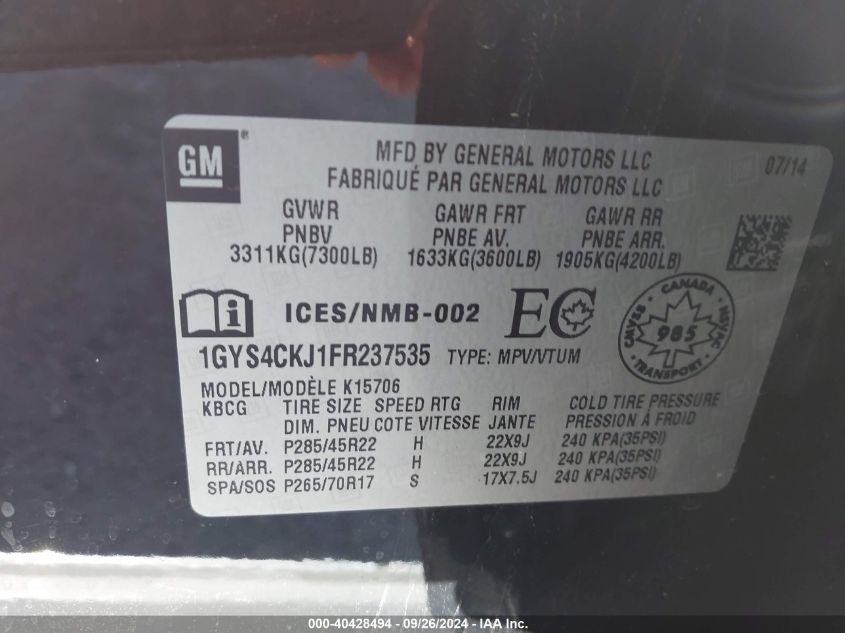 GM ®
MFD BY GENERAL MOTORS LLC
FABRIQUÉ PAR GENERAL MOTORS LLC
07/14
GVWR GAWR FRT GAWR RR
PNBV PNBE AV. PNBE ARR.
3311KG(7300LB) 1633KG(3600LB) 1905KG(4200LB)
i ICES/NMB-002 EC
CANADA
CMVSS 985 NSVAC
TRANSPORT
1GYS4CKJ1FR237535 TYPE: MPV/VTUM
MODEL/MODÈLE K15706
KBCG TIRE SIZE SPEED RTG RIM COLD TIRE PRESSURE
DIM. PNEU COTE VITESSE JANTE PRESSION À FROID
FRT/AV. P285/45R22 H 22X9J 240 KPA(35PSI)
RR/ARR. P285/45R22 H 22X9J 240 KPA(35PSI)
SPA/SOS P265/70R17 S 17X7.5J 240 KPA(35PSI)
000-40428494 - 09/26/2024 - IAAI Inc.